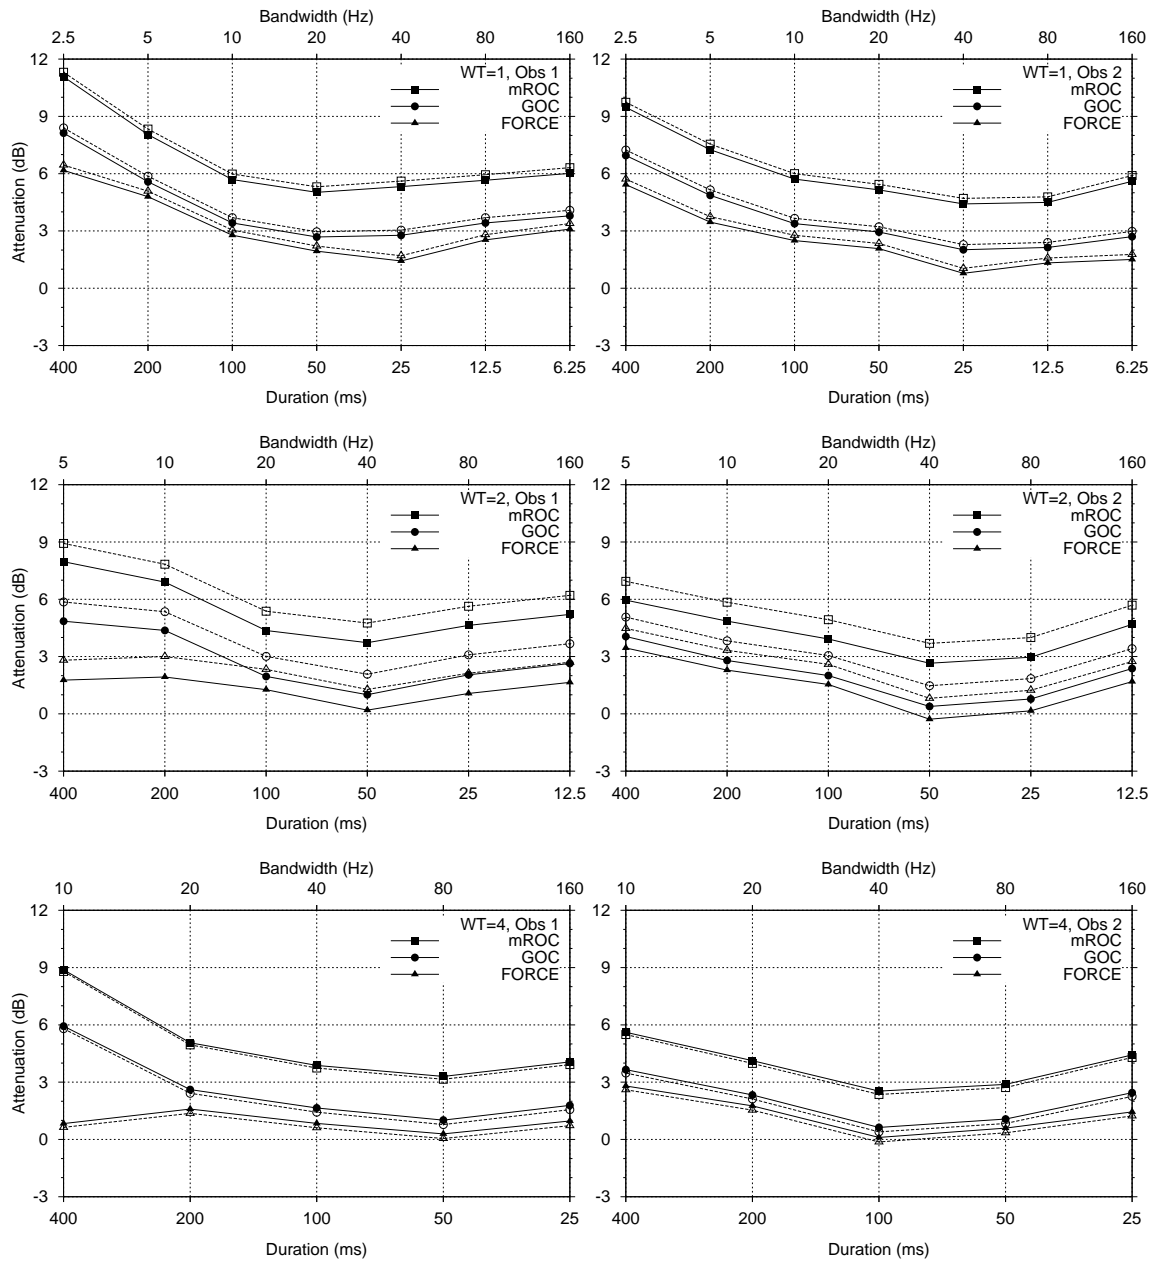 Bandwidth (Hz) Bandwidth (Hz)
2.5 5 10 20 40 80 160 2.5 5 10 20 40 80 160
12 WT=1, Obs 1 12 WT=1, Obs 2
mROC mROC
9 GOC 9 GOC
FORCE FORCE
6 6
Attenuation (dB)
3 3
0 0
-3 -3
400 200 100 50 25 12.5 6.25 400 200 100 50 25 12.5 6.25
Duration (ms) Duration (ms)
Bandwidth (Hz) Bandwidth (Hz)
5 10 20 40 80 160 5 10 20 40 80 160
12 WT=2, Obs 1 12 WT=2, Obs 2
mROC mROC
9 GOC 9 GOC
FORCE FORCE
6 6
Attenuation (dB)
3 3
0 0
-3 -3
400 200 100 50 25 12.5 400 200 100 50 25 12.5
Duration (ms) Duration (ms)
Bandwidth (Hz) Bandwidth (Hz)
10 20 40 80 160 10 20 40 80 160
12 WT=4, Obs 1 12 WT=4, Obs 2
mROC mROC
9 GOC 9 GOC
FORCE FORCE
6 6
Attenuation (dB)
3 3
0 0
-3 -3
400 200 100 50 25 400 200 100 50 25
Duration (ms) Duration (ms)